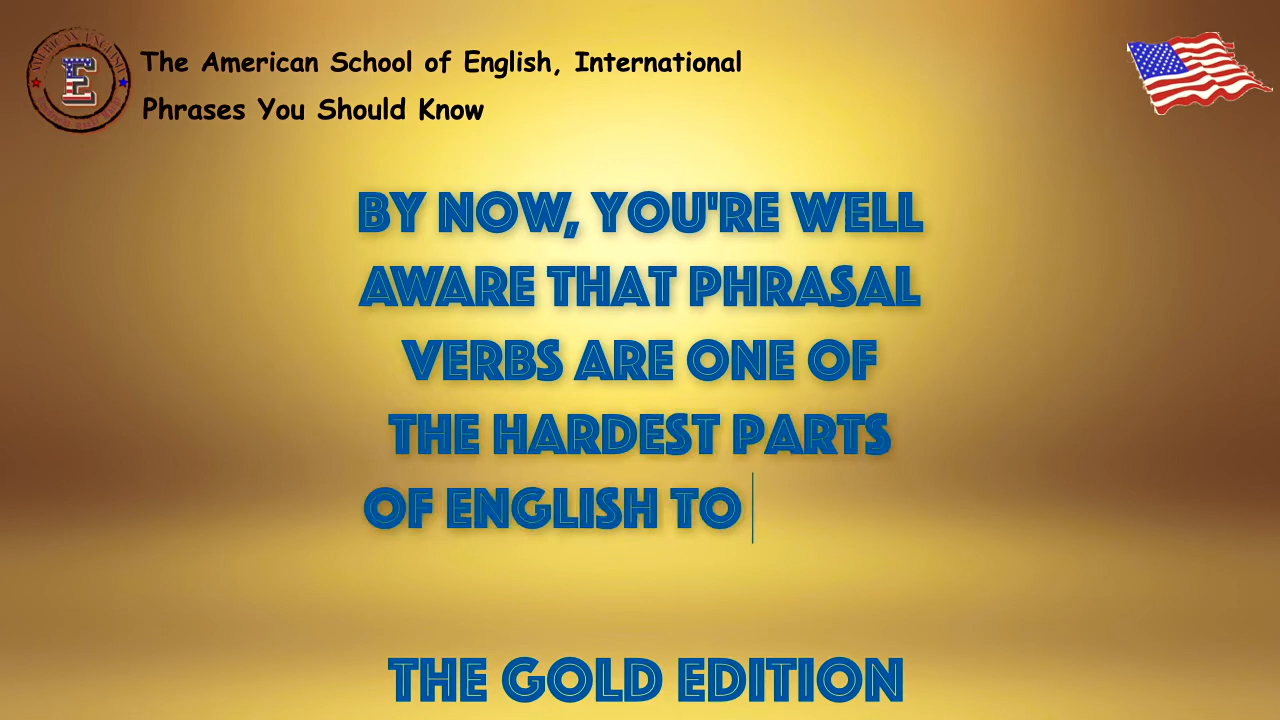 The American School of English, International
Phrases You Should Know
BY NOW, YOU'RE WELL
AWARE THAT PHRASAL
VERBS ARE ONE OF
THE HARDEST PARTS
OF ENGLISH TO
THE GOLD EDITION